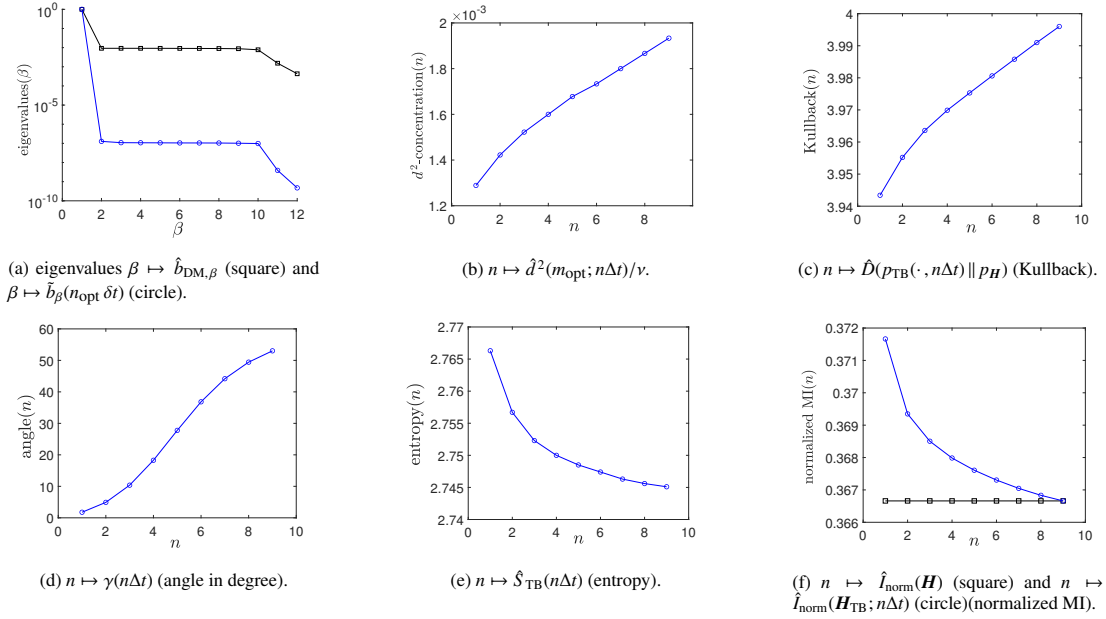 10^0
10^-5
10^-10
0 2 4 6 8 10 12
eigenvalues(β)
β
(a) eigenvalues β ↦ b̂_DM,β (square) and
β ↦ b̃_β(n_opt δt) (circle).
×10^-3
2
1.8
1.6
1.4
1.2
0 2 4 6 8 10
d²-concentration(n)
n
(b) n ↦ d̂²(m_opt; nΔt)/ν.
4
3.99
3.98
3.97
3.96
3.95
3.94
0 2 4 6 8 10
Kullback(n)
n
(c) n ↦ D̂(p_TB(·, nΔt) ∥ p_H) (Kullback).
60
50
40
30
20
10
0
0 2 4 6 8 10
angle(n)
n
(d) n ↦ γ(nΔt) (angle in degree).
2.77
2.765
2.76
2.755
2.75
2.745
2.74
0 2 4 6 8 10
entropy(n)
n
(e) n ↦ Ŝ_TB(nΔt) (entropy).
0.372
0.371
0.37
0.369
0.368
0.367
0.366
0 2 4 6 8 10
normalized MI(n)
n
(f) n ↦ Î_norm(H) (square) and n ↦
Î_norm(H_TB; nΔt) (circle)(normalized MI).